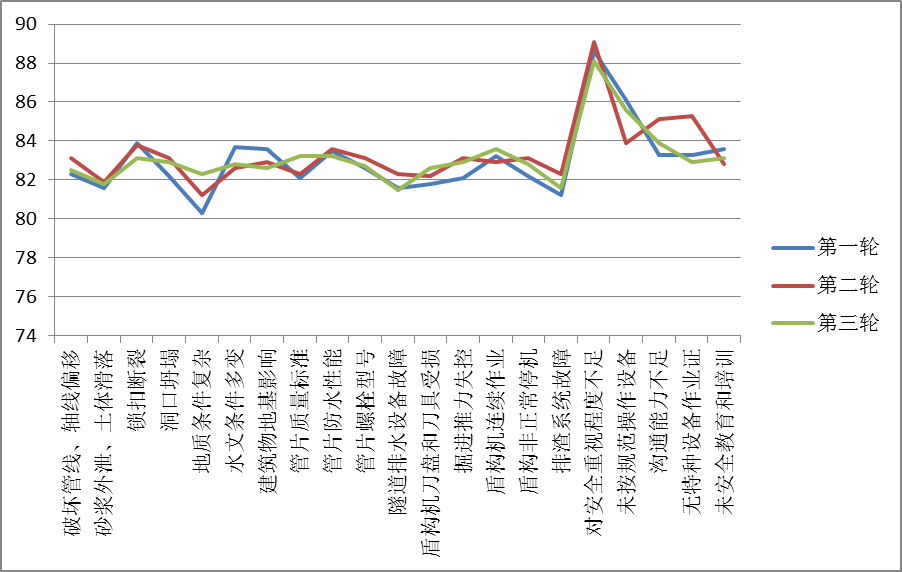 90
88
86
84
82
80
78
76
74
破坏管线、轴线偏移
砂浆外泄、土体滑落
锁扣断裂
洞口坍塌
地质条件复杂
水文条件多变
建筑物地基影响
管片质量标准
管片防水性能
管片螺栓型号
隧道排水设备故障
盾构机刀盘和刀具受损
掘进推力失控
盾构机连续作业
盾构非正常停机
排渣系统故障
对安全重视程度不足
未按规范操作设备
沟通能力不足
无特种设备作业证
未安全教育和培训
第一轮
第二轮
第三轮